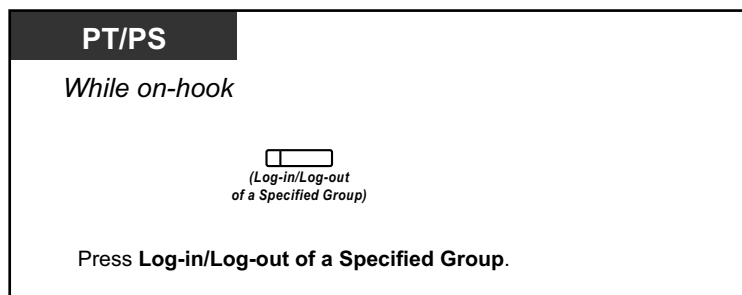 PT/PS
While on-hook
(Log-in/Log-out
of a Specified Group)
Press Log-in/Log-out of a Specified Group.